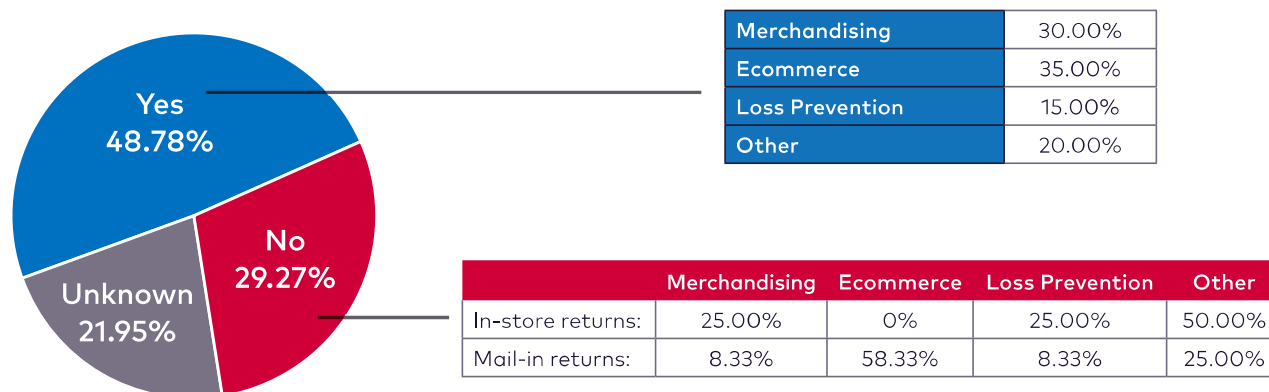 Yes
48.78%
No
29.27%
Unknown
21.95%
Merchandising 30.00%
Ecommerce 35.00%
Loss Prevention 15.00%
Other 20.00%
Merchandising Ecommerce Loss Prevention Other
In-store returns: 25.00% 0% 25.00% 50.00%
Mail-in returns: 8.33% 58.33% 8.33% 25.00%